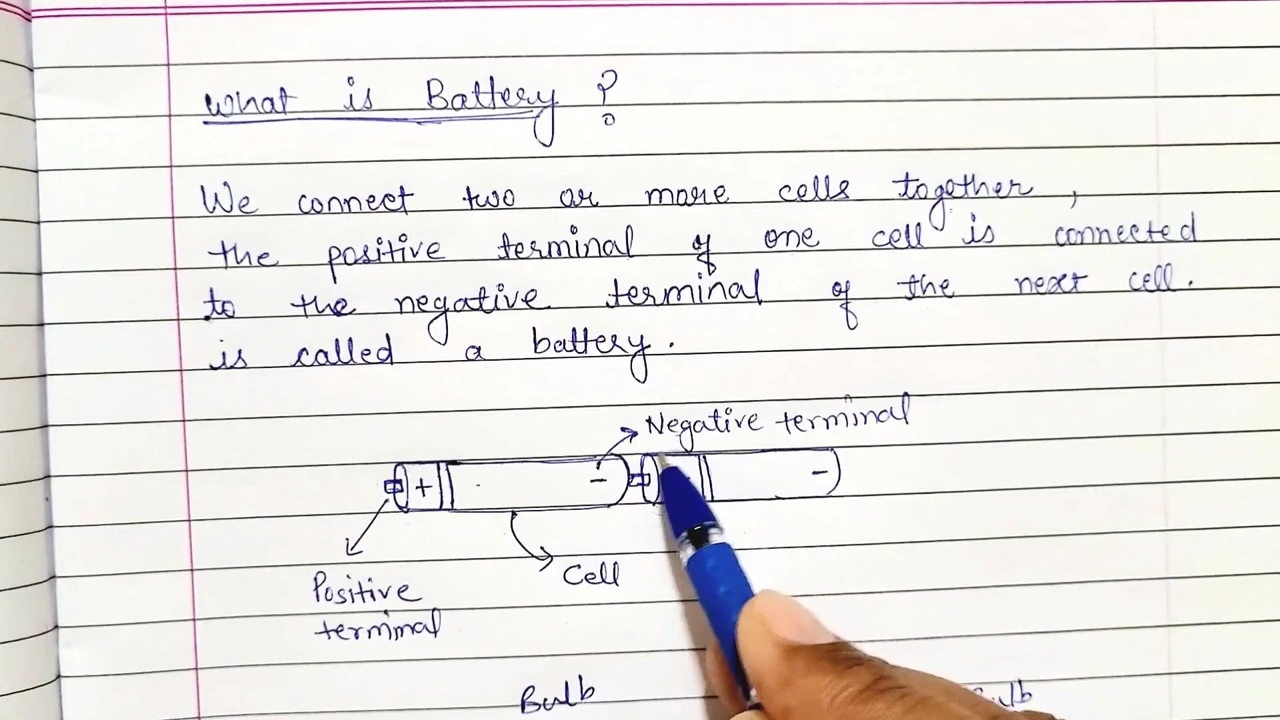 What is Battery ?
We connect two or more cells together,
the positive terminal of one cell is connected
to the negative terminal of the next cell.
is called a battery.
Negative terminal
+ - -
Cell
Positive
terminal
Bulb